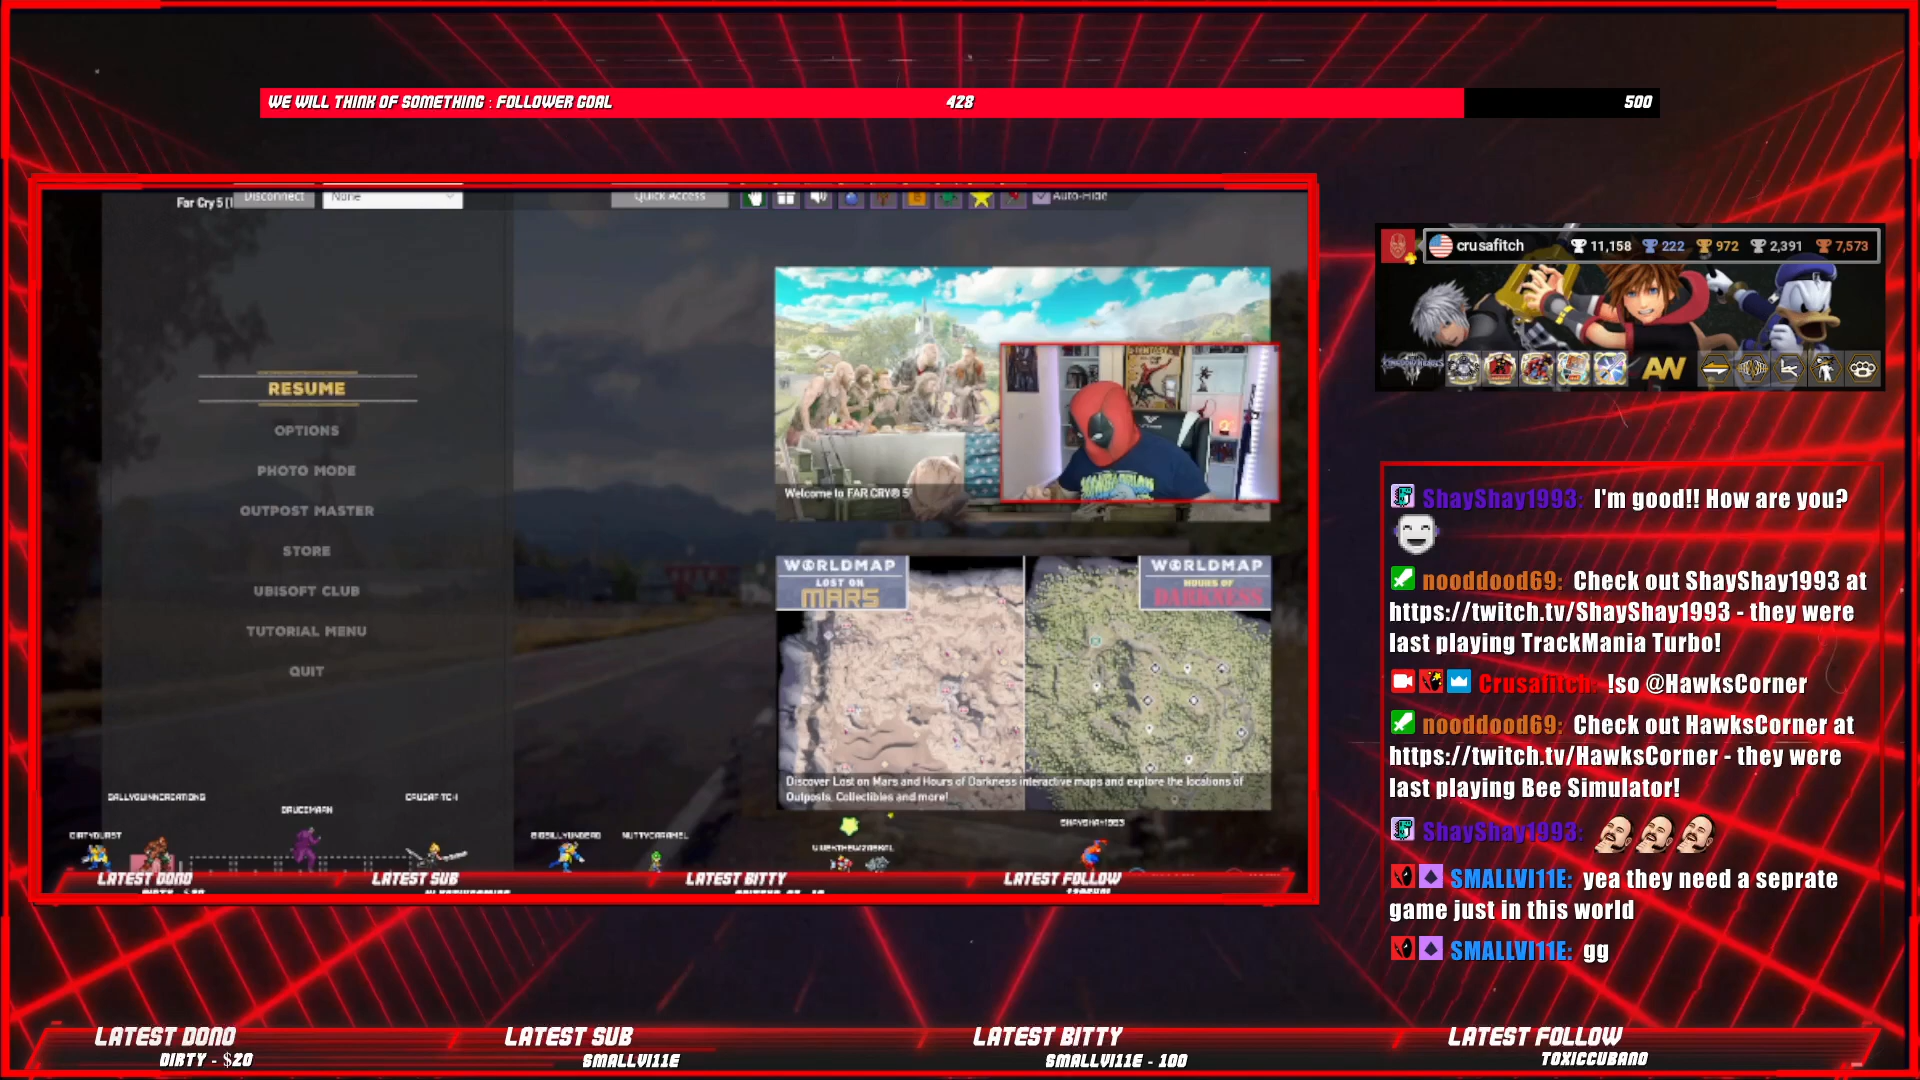 WE WILL THINK OF SOMETHING : FOLLOWER GOAL 428 500
Far Cry 5 [1 Disconnect None Quick Access Auto-Hide
RESUME
OPTIONS
PHOTO MODE
OUTPOST MASTER
STORE
UBISOFT CLUB
TUTORIAL MENU
QUIT
Welcome to FAR CRY® 5!
WORLDMAP
LOST ON
MARS
WORLDMAP
HOURS OF
DARKNESS
Discover Lost on Mars and Hours of Darkness interactive maps and explore the locations of
Outposts, Collectibles and more!
CRUSAFITCH
NUTTYCARAMEL
SHAYSHAY1993
LATEST DONO
LATEST SUB
LATEST BITTY
LATEST FOLLOW
crusafitch 11,158 222 972 2,391 7,573
AW
ShayShay1993: I'm good!! How are you?
nooddood69: Check out ShayShay1993 at
https://twitch.tv/ShayShay1993 - they were
last playing TrackMania Turbo!
Crusafitch: !so @HawksCorner
nooddood69: Check out HawksCorner at
https://twitch.tv/HawksCorner - they were
last playing Bee Simulator!
ShayShay1993:
SMALLVI11E: yea they need a seprate
game just in this world
SMALLVI11E: gg
LATEST DONO
DIRTY - $20
LATEST SUB
SMALLVI11E
LATEST BITTY
SMALLVI11E - 100
LATEST FOLLOW
TOXICCUBANO